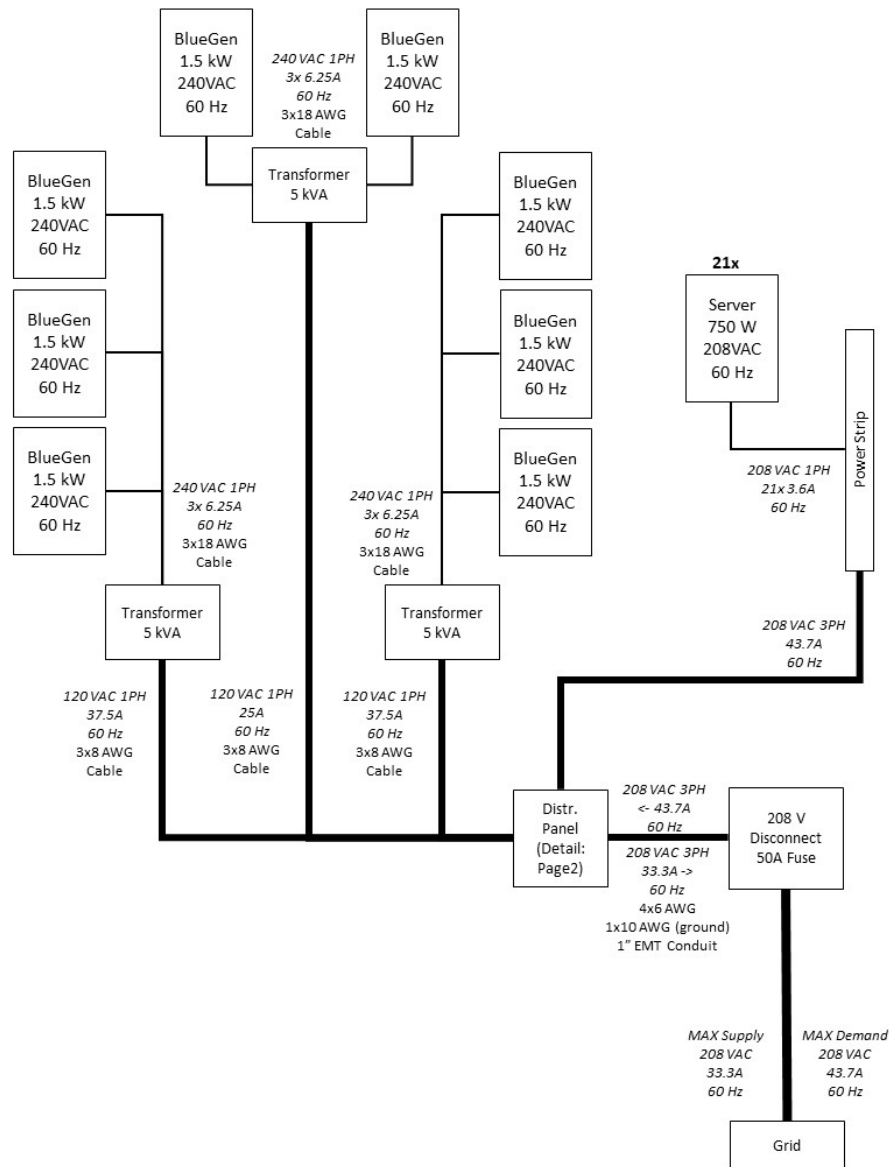 BlueGen
1.5 kW
240VAC
60 Hz
240 VAC 1PH
3x 6.25A
60 Hz
3x18 AWG
Cable
BlueGen
1.5 kW
240VAC
60 Hz
Transformer
5 kVA
BlueGen
1.5 kW
240VAC
60 Hz
BlueGen
1.5 kW
240VAC
60 Hz
BlueGen
1.5 kW
240VAC
60 Hz
240 VAC 1PH
3x 6.25A
60 Hz
3x18 AWG
Cable
Transformer
5 kVA
BlueGen
1.5 kW
240VAC
60 Hz
BlueGen
1.5 kW
240VAC
60 Hz
BlueGen
1.5 kW
240VAC
60 Hz
240 VAC 1PH
3x 6.25A
60 Hz
3x18 AWG
Cable
Transformer
5 kVA
21x
Server
750 W
208VAC
60 Hz
Power Strip
208 VAC 1PH
21x 3.6A
60 Hz
208 VAC 3PH
43.7A
60 Hz
120 VAC 1PH
37.5A
60 Hz
3x8 AWG
Cable
120 VAC 1PH
25A
60 Hz
3x8 AWG
Cable
120 VAC 1PH
37.5A
60 Hz
3x8 AWG
Cable
Distr.
Panel
(Detail:
Page2)
208 VAC 3PH
<- 43.7A
60 Hz
208 VAC 3PH
33.3A ->
60 Hz
4x6 AWG
1x10 AWG (ground)
1” EMT Conduit
208 V
Disconnect
50A Fuse
MAX Supply
208 VAC
33.3A
60 Hz
MAX Demand
208 VAC
43.7A
60 Hz
Grid